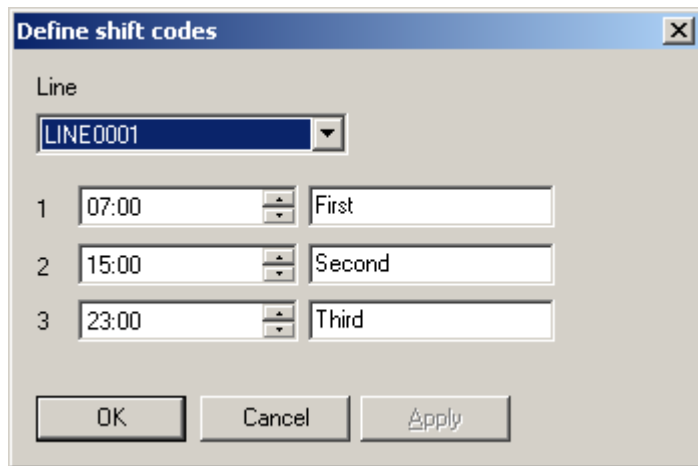 Define shift codes
Line
LINE0001
1 07:00 First
2 15:00 Second
3 23:00 Third
OK Cancel Apply